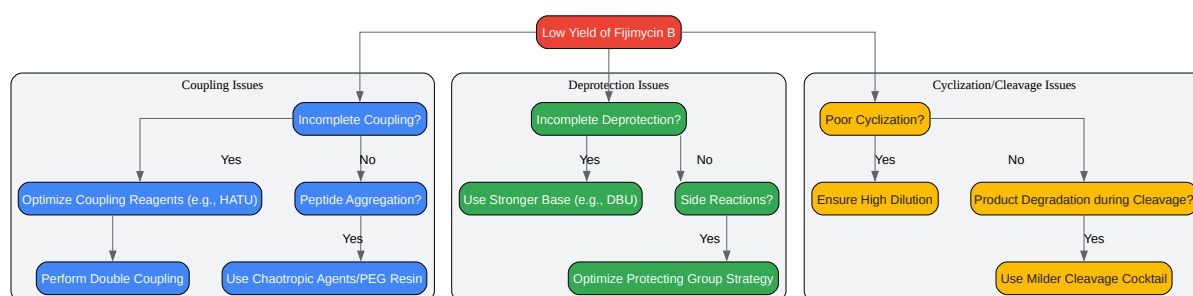 Low Yield of Fijimycin B
Coupling Issues
Deprotection Issues
Cyclization/Cleavage Issues
Incomplete Coupling?
Incomplete Deprotection?
Poor Cyclization?
Yes
No
Yes
No
Yes
No
Optimize Coupling Reagents (e.g., HATU)
Peptide Aggregation?
Use Stronger Base (e.g., DBU)
Side Reactions?
Ensure High Dilution
Product Degradation during Cleavage?
Yes
Yes
Yes
Perform Double Coupling
Use Chaotropic Agents/PEG Resin
Optimize Protecting Group Strategy
Use Milder Cleavage Cocktail